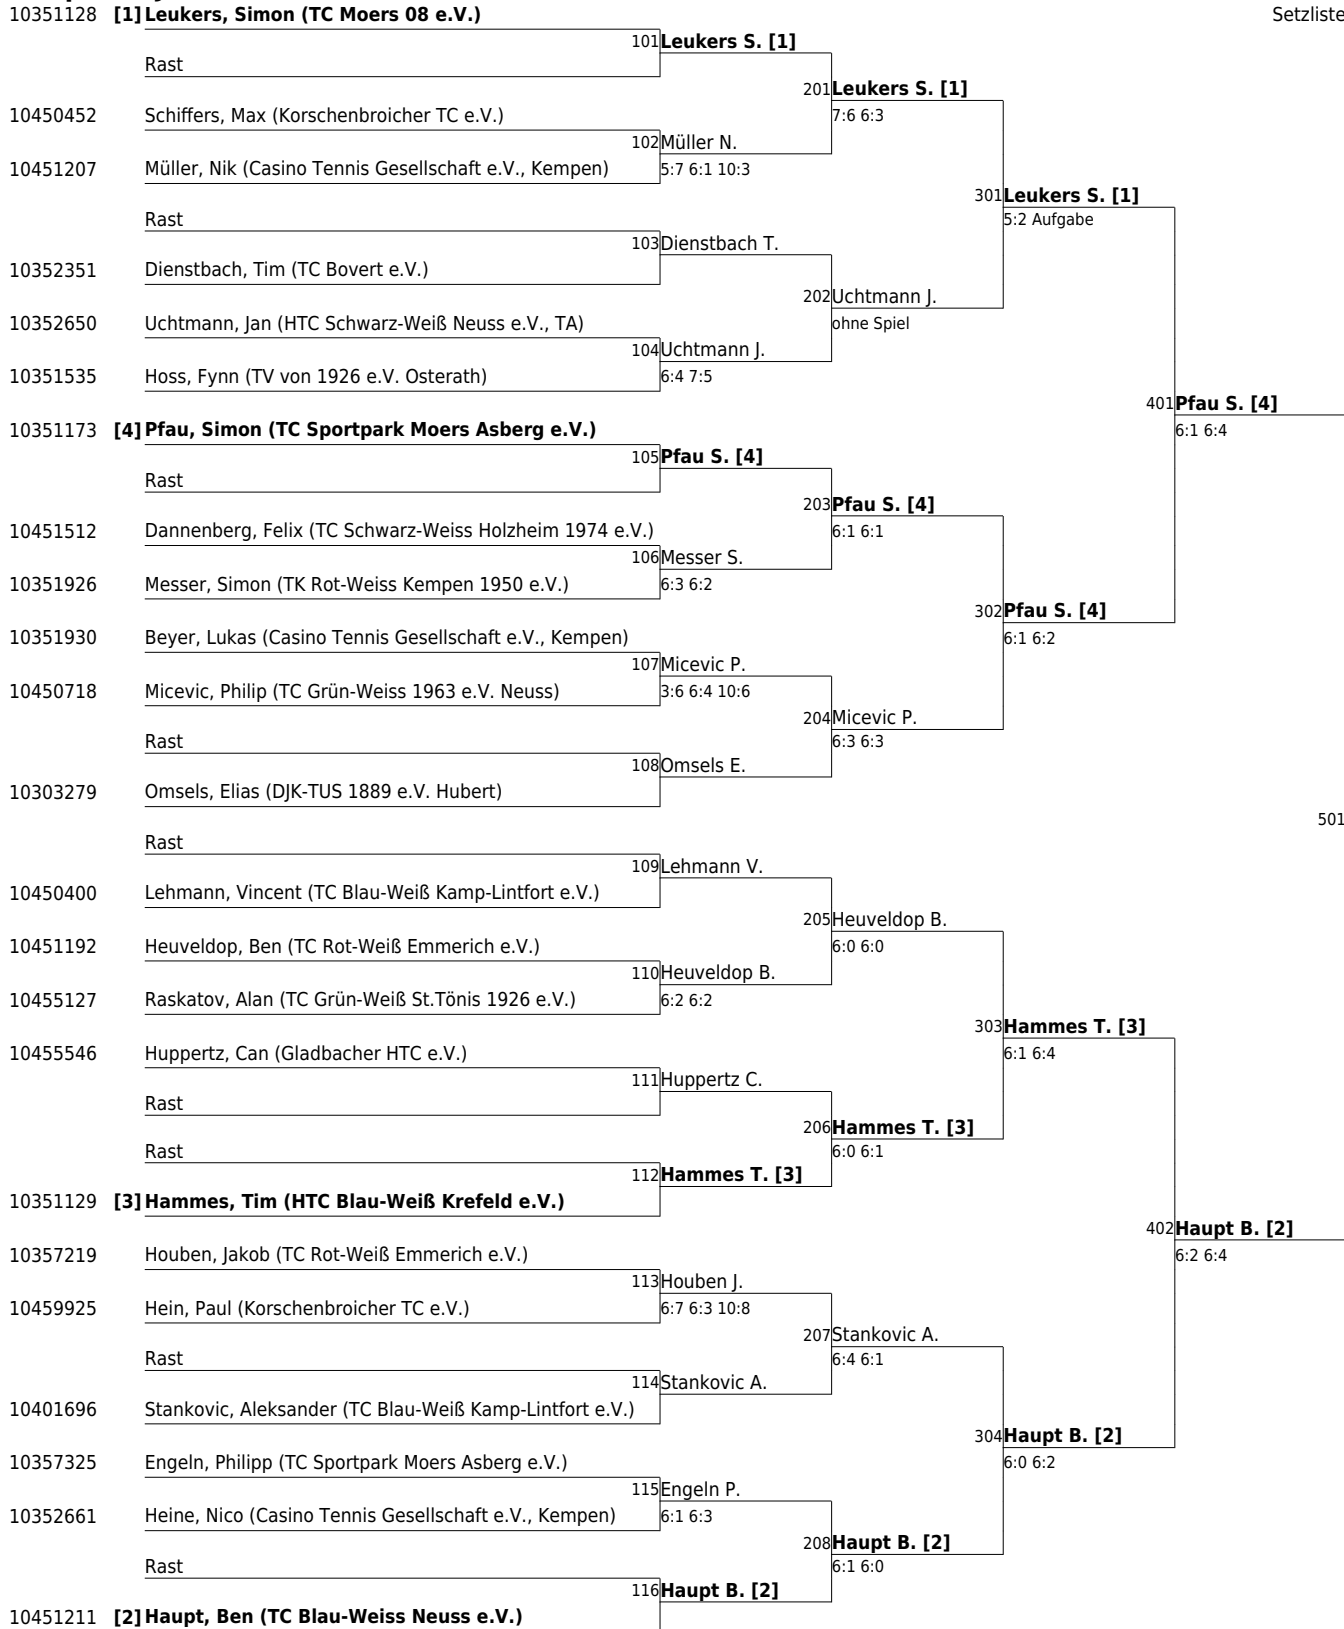 10351128 [1] Leukers, Simon (TC Moers 08 e.V.) Setzliste
101 Leukers S. [1]
Rast
201 Leukers S. [1]
10450452 Schiffers, Max (Korschenbroicher TC e.V.) 7:6 6:3
102 Müller N.
10451207 Müller, Nik (Casino Tennis Gesellschaft e.V., Kempen) 5:7 6:1 10:3
301 Leukers S. [1]
Rast 5:2 Aufgabe
103 Dienstbach T.
10352351 Dienstbach, Tim (TC Bovert e.V.)
202 Uchtmann J.
10352650 Uchtmann, Jan (HTC Schwarz-Weiß Neuss e.V., TA) ohne Spiel
104 Uchtmann J.
10351535 Hoss, Fynn (TV von 1926 e.V. Osterath) 6:4 7:5
401 Pfau S. [4]
10351173 [4] Pfau, Simon (TC Sportpark Moers Asberg e.V.) 6:1 6:4
105 Pfau S. [4]
Rast
203 Pfau S. [4]
10451512 Dannenberg, Felix (TC Schwarz-Weiss Holzheim 1974 e.V.) 6:1 6:1
106 Messer S.
10351926 Messer, Simon (TK Rot-Weiss Kempen 1950 e.V.) 6:3 6:2
302 Pfau S. [4]
10351930 Beyer, Lukas (Casino Tennis Gesellschaft e.V., Kempen) 6:1 6:2
107 Micevic P.
10450718 Micevic, Philip (TC Grün-Weiss 1963 e.V. Neuss) 3:6 6:4 10:6
204 Micevic P.
Rast 6:3 6:3
108 Omsels E.
10303279 Omsels, Elias (DJK-TUS 1889 e.V. Hubert)
501
Rast
109 Lehmann V.
10450400 Lehmann, Vincent (TC Blau-Weiß Kamp-Lintfort e.V.)
205 Heuveldop B.
10451192 Heuveldop, Ben (TC Rot-Weiß Emmerich e.V.) 6:0 6:0
110 Heuveldop B.
10455127 Raskatov, Alan (TC Grün-Weiß St.Tönis 1926 e.V.) 6:2 6:2
303 Hammes T. [3]
10455546 Huppertz, Can (Gladbacher HTC e.V.) 6:1 6:4
111 Huppertz C.
Rast
206 Hammes T. [3]
Rast 6:0 6:1
112 Hammes T. [3]
10351129 [3] Hammes, Tim (HTC Blau-Weiß Krefeld e.V.)
402 Haupt B. [2]
10357219 Houben, Jakob (TC Rot-Weiß Emmerich e.V.) 6:2 6:4
113 Houben J.
10459925 Hein, Paul (Korschenbroicher TC e.V.) 6:7 6:3 10:8
207 Stankovic A.
Rast 6:4 6:1
114 Stankovic A.
10401696 Stankovic, Aleksander (TC Blau-Weiß Kamp-Lintfort e.V.)
304 Haupt B. [2]
10357325 Engeln, Philipp (TC Sportpark Moers Asberg e.V.) 6:0 6:2
115 Engeln P.
10352661 Heine, Nico (Casino Tennis Gesellschaft e.V., Kempen) 6:1 6:3
208 Haupt B. [2]
Rast 6:1 6:0
116 Haupt B. [2]
10451211 [2] Haupt, Ben (TC Blau-Weiss Neuss e.V.)